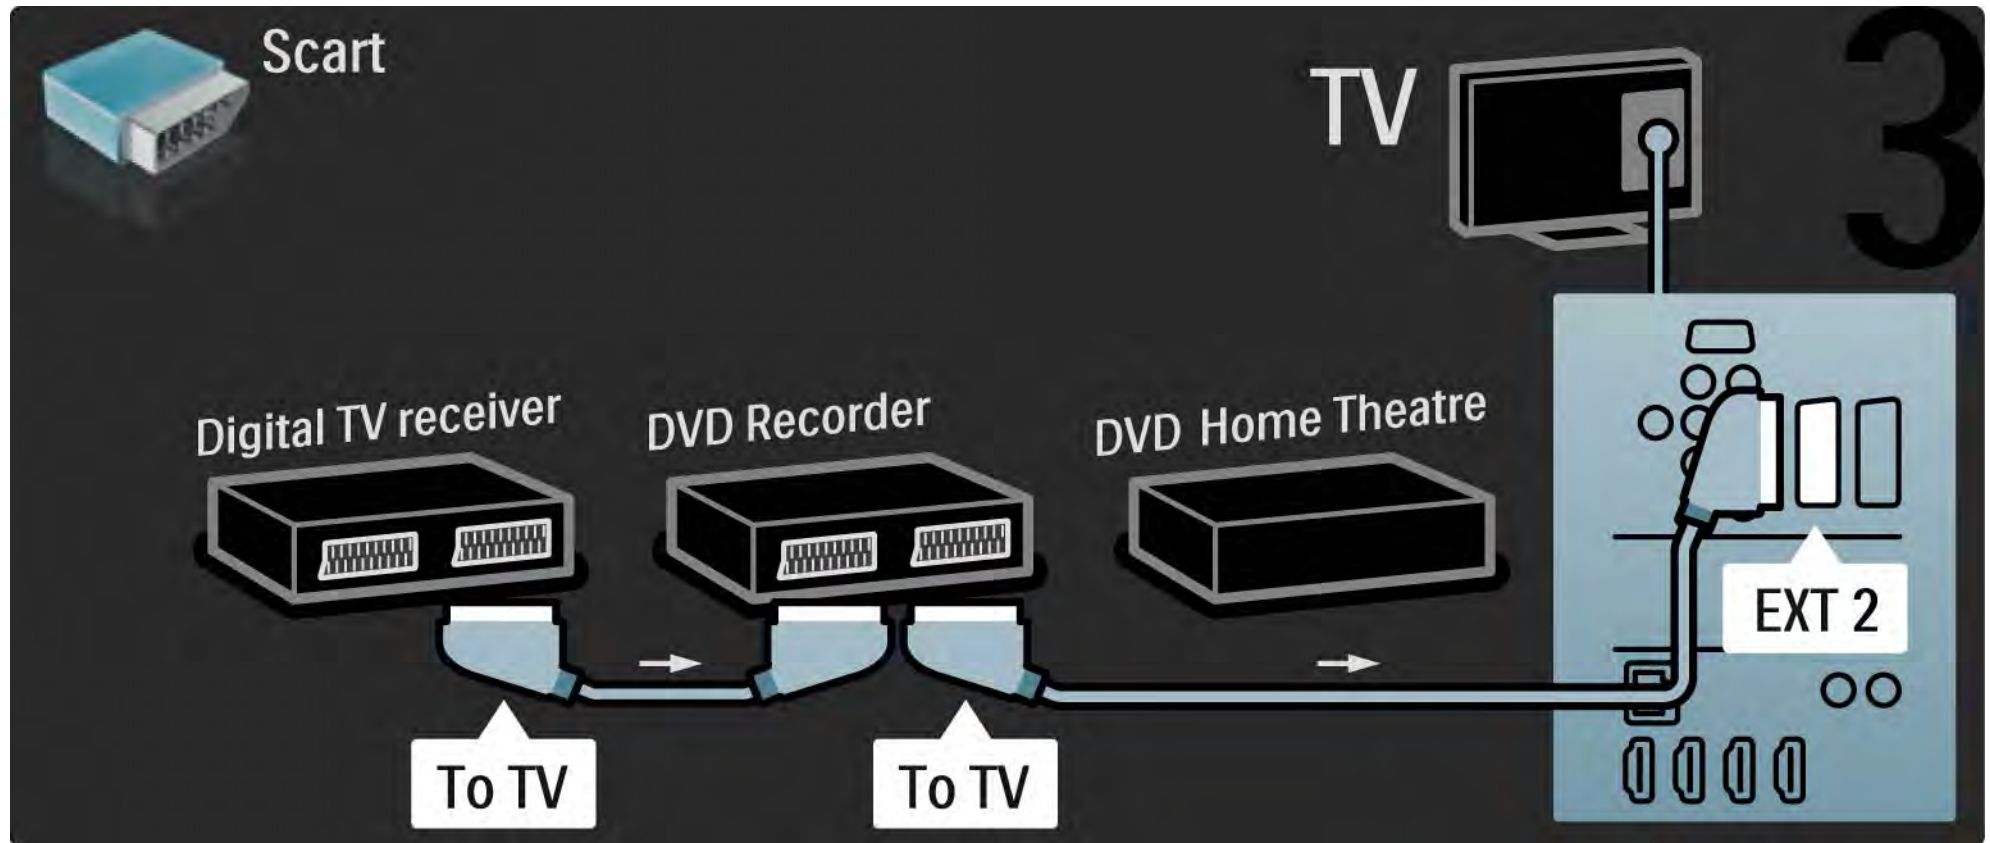 Scart
TV
3
Digital TV receiver
DVD Recorder
DVD Home Theatre
EXT 2
To TV
To TV